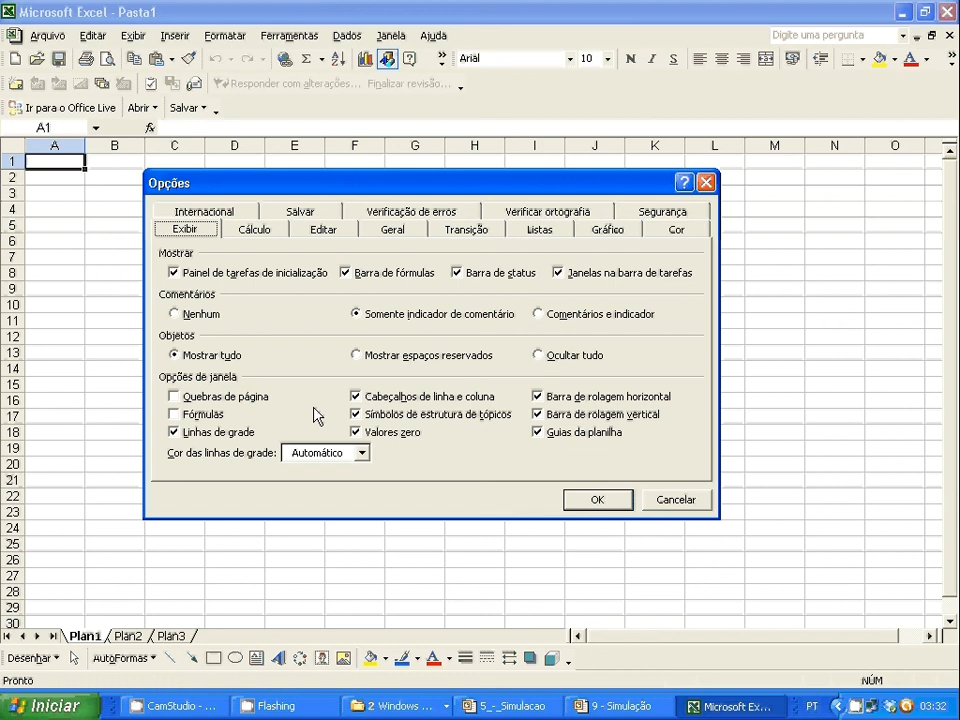 Microsoft Excel - Pasta1
Arquivo Editar Exibir Inserir Formatar Ferramentas Dados Janela Ajuda Digite uma pergunta
Arial 10 N I S
Responder com alterações... Finalizar revisão...
Ir para o Office Live Abrir Salvar
A1 fx
A B C D E F G H I J K L M N O
1
2
3
4
5
6
7
8
9
10
11
12
13
14
15
16
17
18
19
20
21
22
23
24
25
26
27
28
29
30
Opções
Internacional Salvar Verificação de erros Verificar ortografia Segurança
Exibir Cálculo Editar Geral Transição Listas Gráfico Cor
Mostrar
Painel de tarefas de inicialização Barra de fórmulas Barra de status Janelas na barra de tarefas
Comentários
Nenhum Somente indicador de comentário Comentários e indicador
Objetos
Mostrar tudo Mostrar espaços reservados Ocultar tudo
Opções de janela
Quebras de página Cabeçalhos de linha e coluna Barra de rolagem horizontal
Fórmulas Símbolos de estrutura de tópicos Barra de rolagem vertical
Linhas de grade Valores zero Guias da planilha
Cor das linhas de grade: Automático
OK Cancelar
Plan1 Plan2 Plan3
Desenhar AutoFormas
Pronto NÚM
Iniciar CamStudio - ... Flashing 2 Windows ... 5_-_Simulacao 9 - Simulação Microsoft Ex... PT 03:32